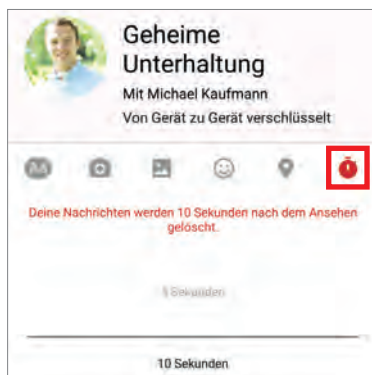 Geheime
Unterhaltung
Mit Michael Kaufmann
Von Gerät zu Gerät verschlüsselt
Aa
Deine Nachrichten werden 10 Sekunden nach dem Ansehen
gelöscht.
Sekunden
10 Sekunden